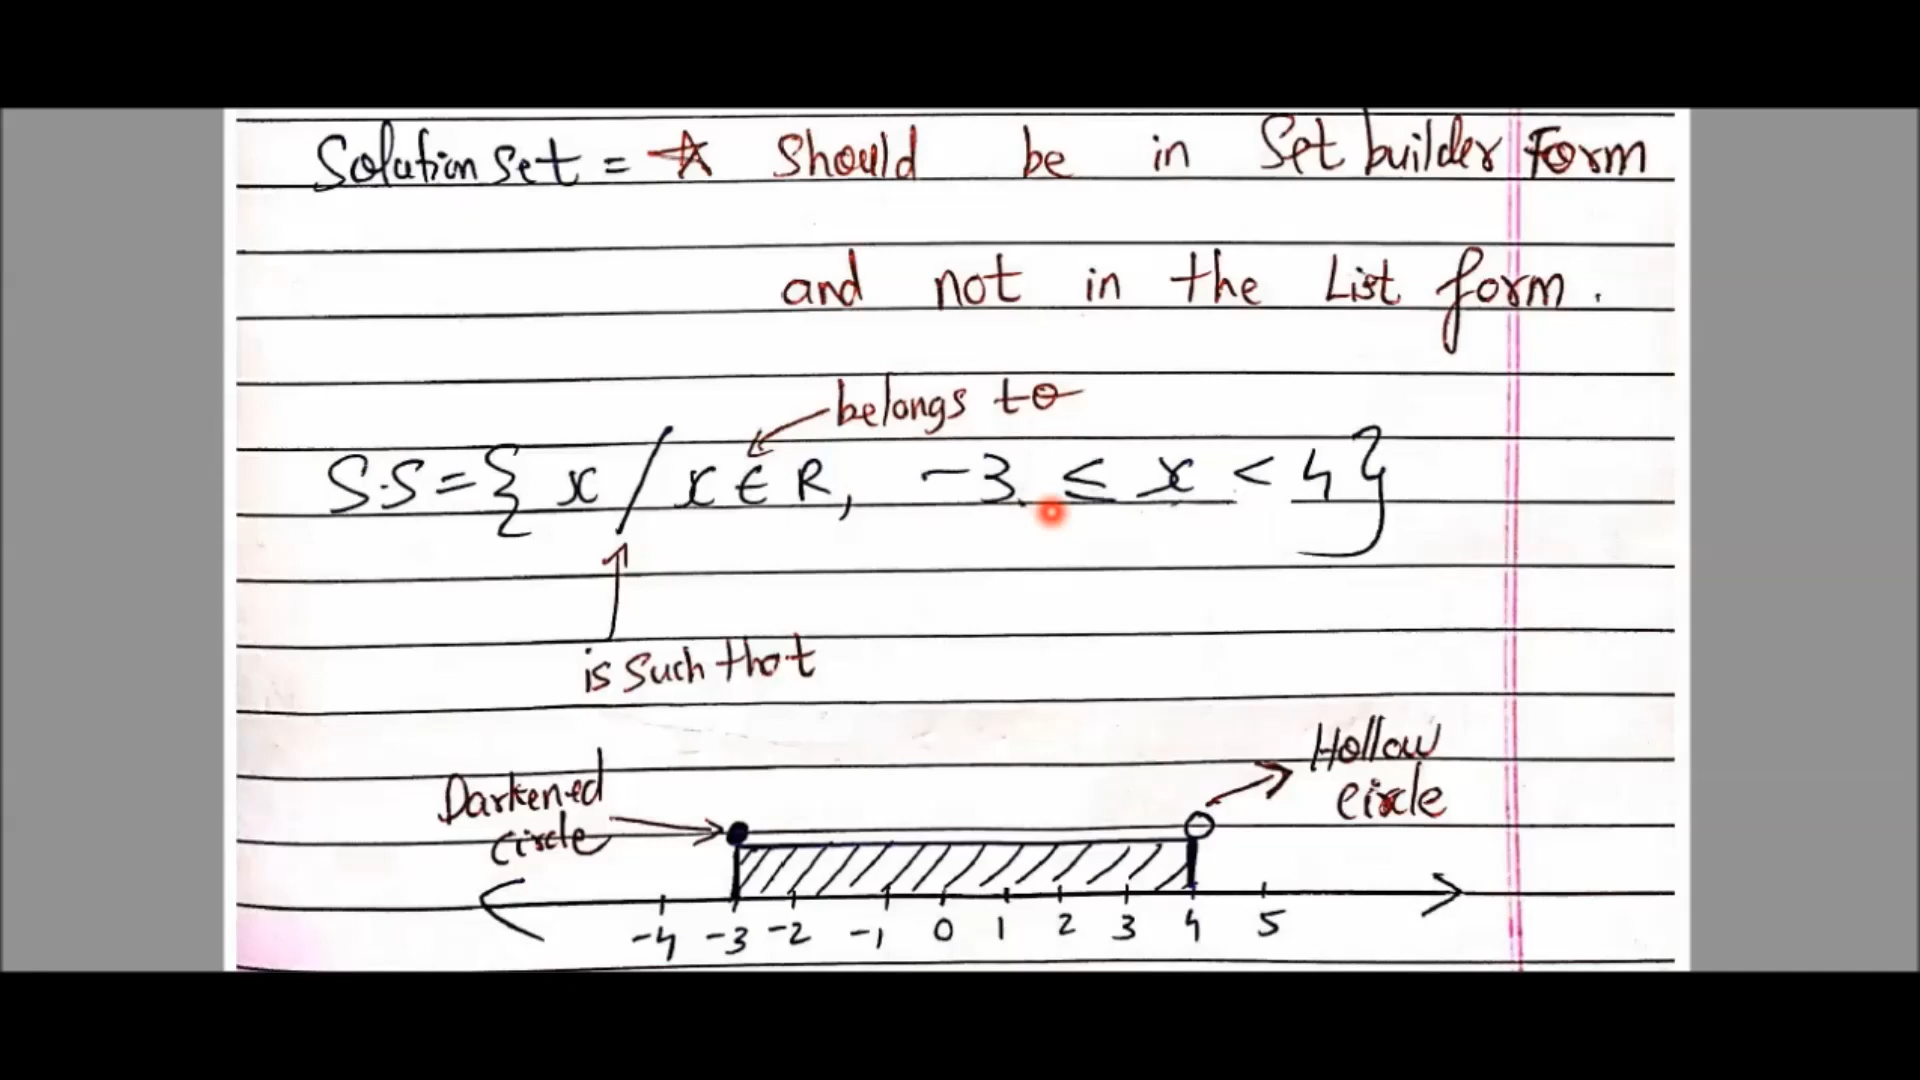 Solution Set = ☆ Should be in Set builder Form
and not in the List form.
belongs to
S.S = { x / x ∈ R, -3 ≤ x < 4 }
is such that
Hollow
circle
Darkened
circle
-4 -3 -2 -1 0 1 2 3 4 5